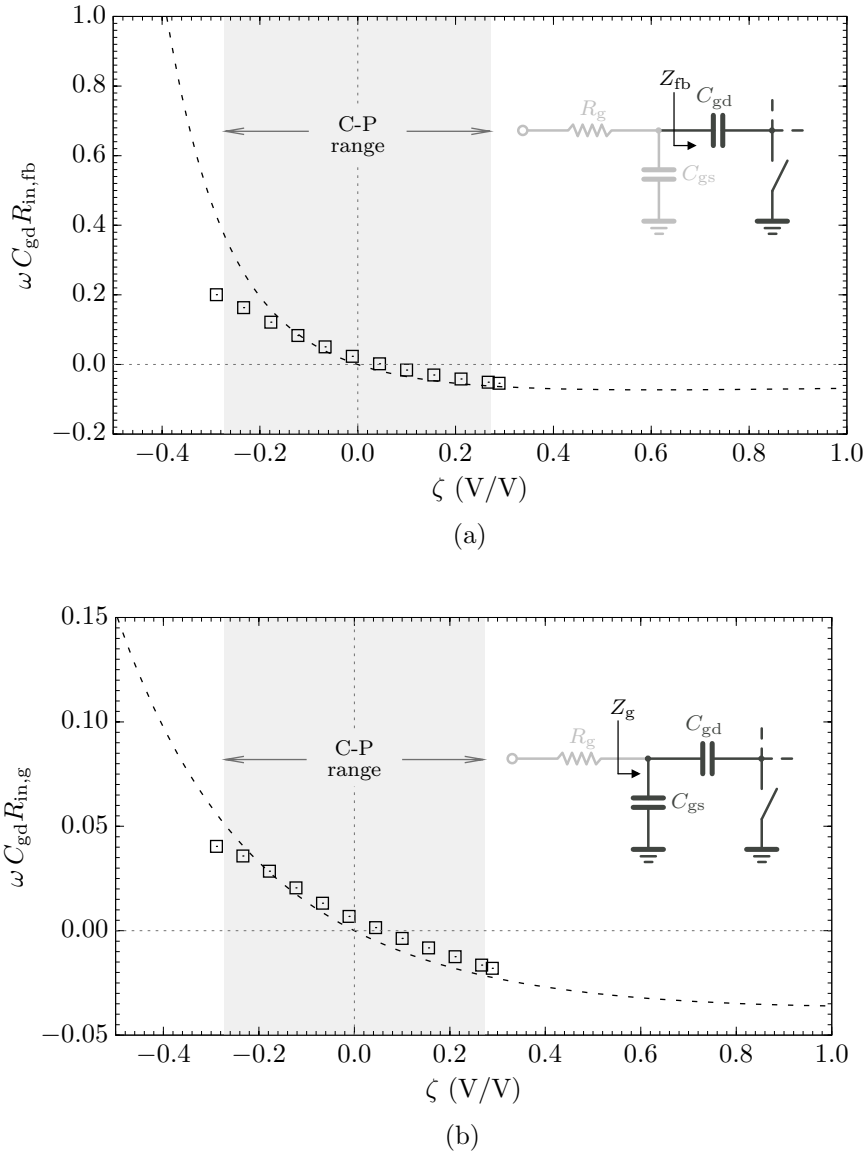 1.0
0.8
0.6
0.4
0.2
0.0
−0.2
ω C_gd R_in,fb
C-P
range
Z_fb
C_gd
R_g
C_gs
−0.4 −0.2 0.0 0.2 0.4 0.6 0.8 1.0
ζ (V/V)
(a)
0.15
0.10
0.05
0.00
−0.05
ω C_gd R_in,g
C-P
range
Z_g
C_gd
R_g
C_gs
−0.4 −0.2 0.0 0.2 0.4 0.6 0.8 1.0
ζ (V/V)
(b)